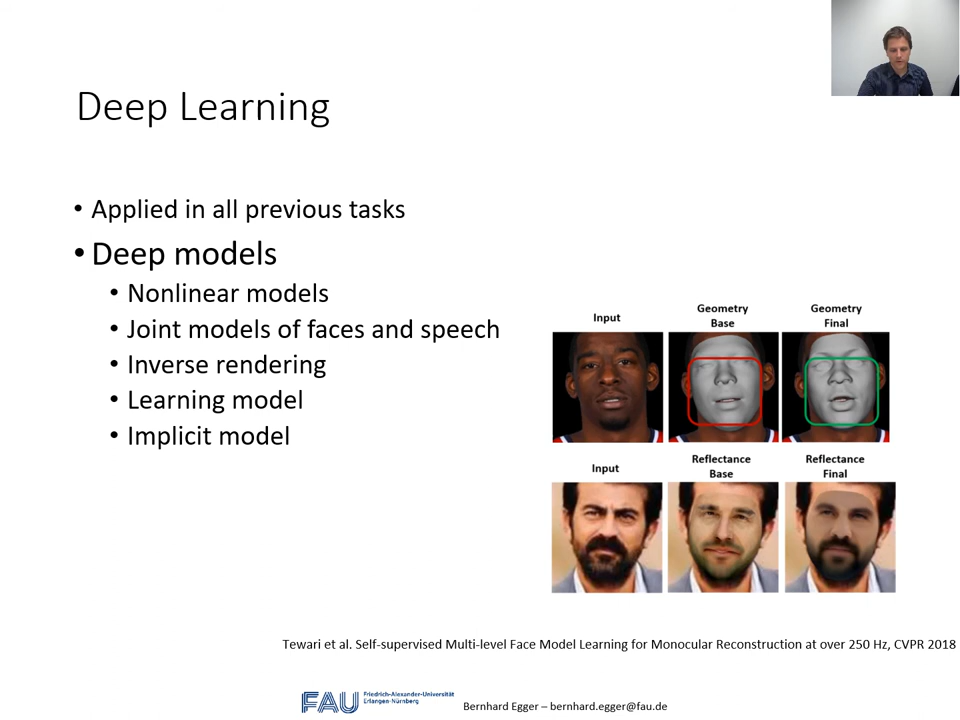 Deep Learning
• Applied in all previous tasks
• Deep models
• Nonlinear models
• Joint models of faces and speech
• Inverse rendering
• Learning model
• Implicit model
Input
Geometry
Base
Geometry
Final
Input
Reflectance
Base
Reflectance
Final
Tewari et al. Self-supervised Multi-level Face Model Learning for Monocular Reconstruction at over 250 Hz, CVPR 2018
FAU
Friedrich-Alexander-Universität
Erlangen-Nürnberg
Bernhard Egger – bernhard.egger@fau.de